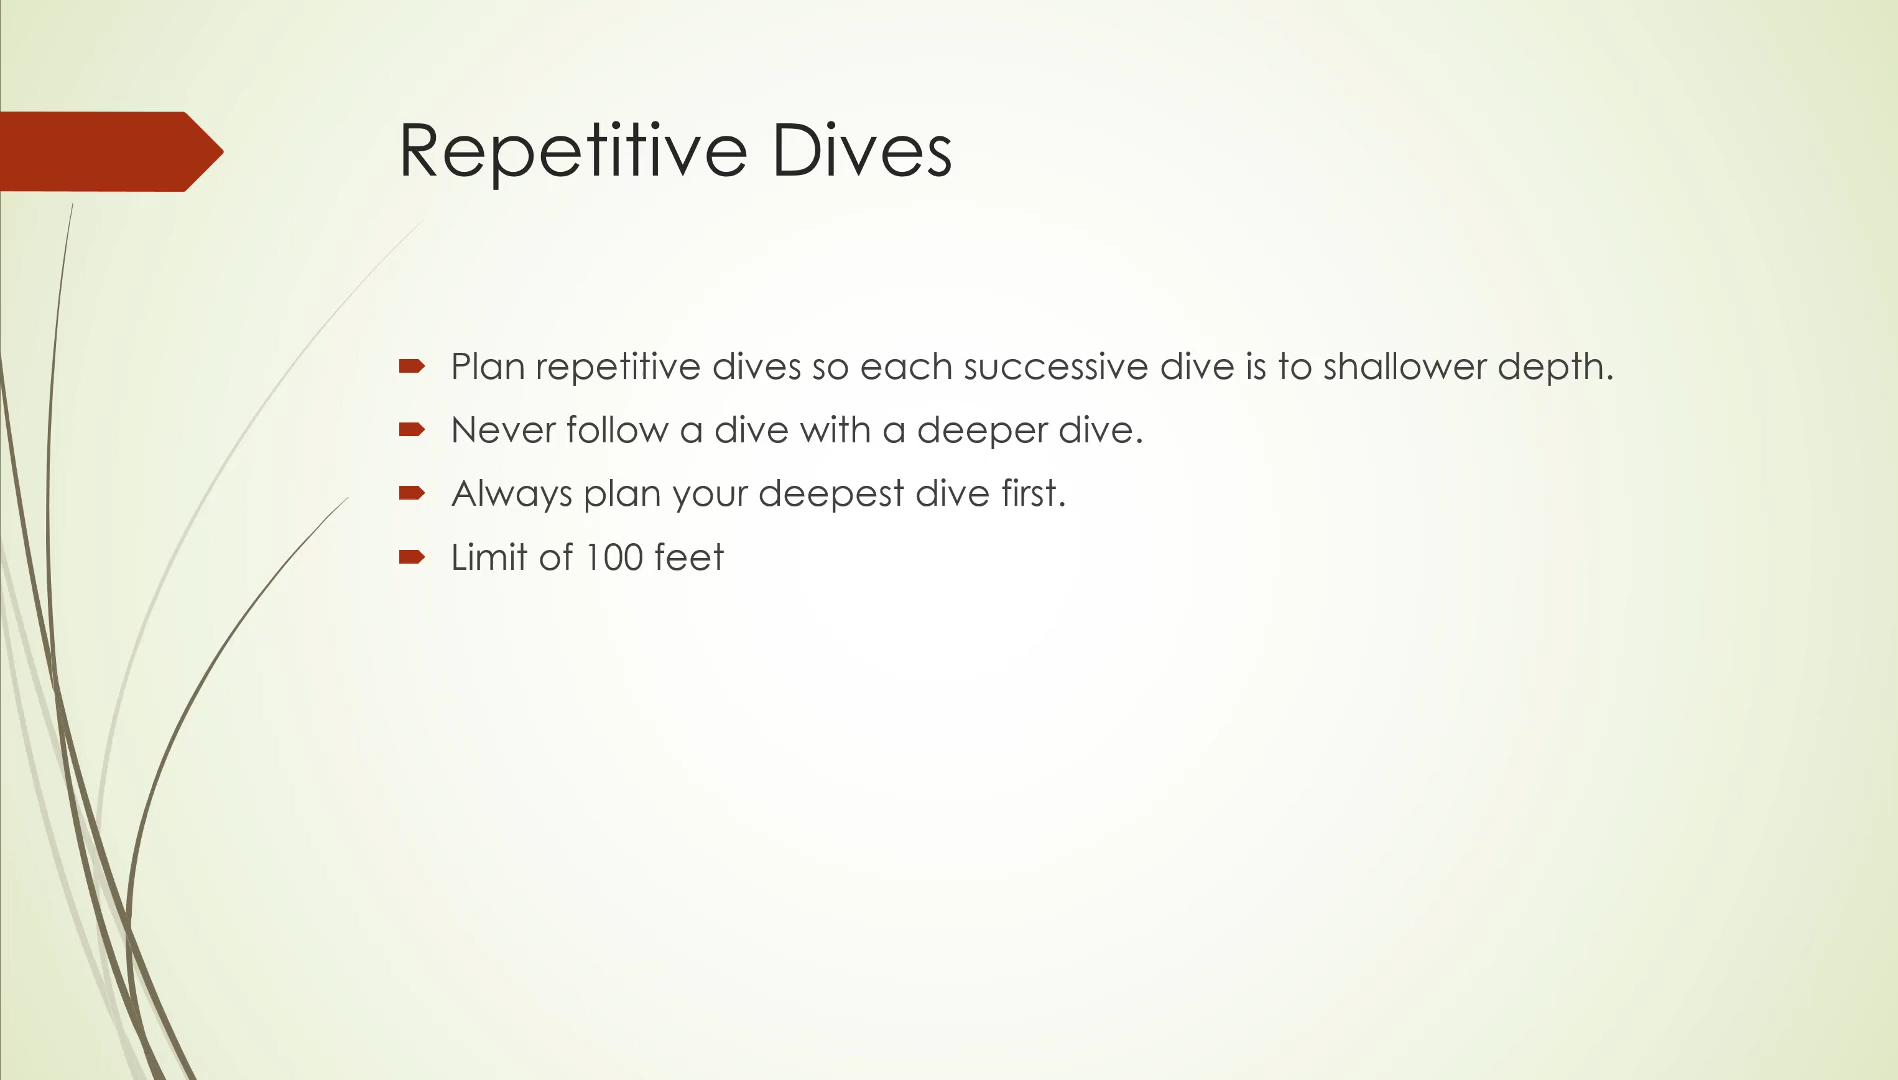 Repetitive Dives
Plan repetitive dives so each successive dive is to shallower depth.
Never follow a dive with a deeper dive.
Always plan your deepest dive first.
Limit of 100 feet